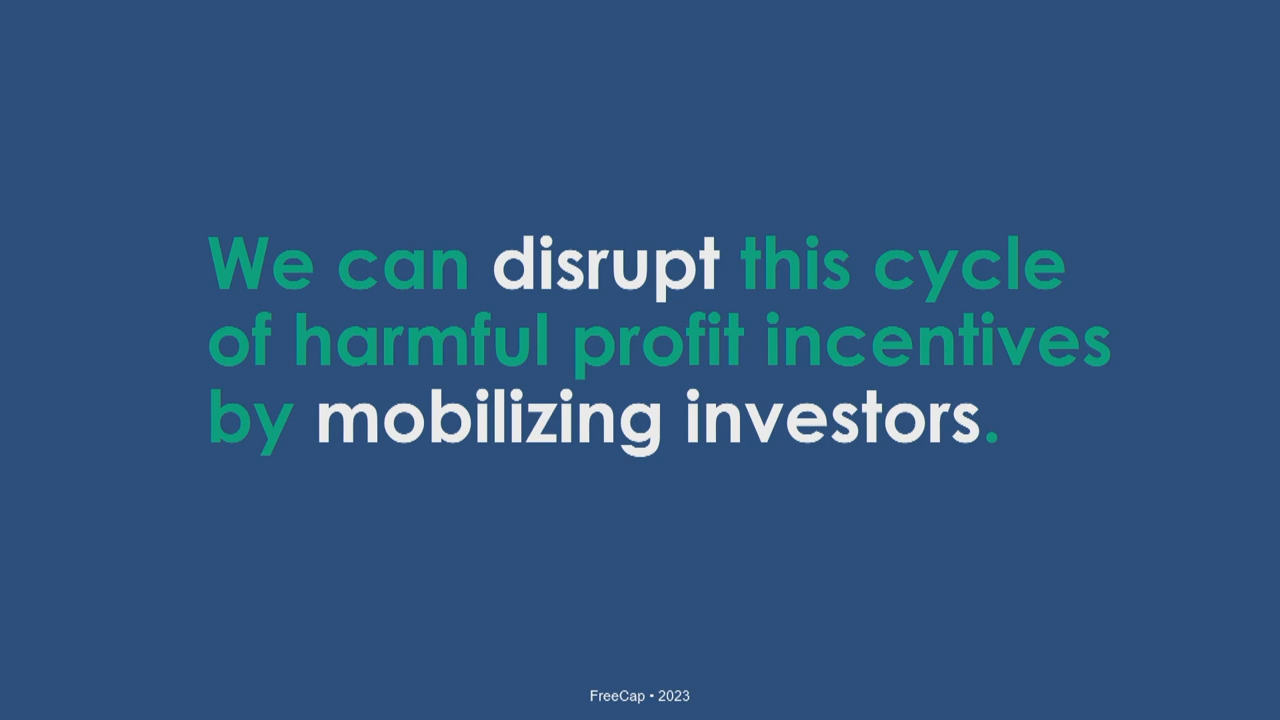 We can disrupt this cycle
of harmful profit incentives
by mobilizing investors.
FreeCap • 2023